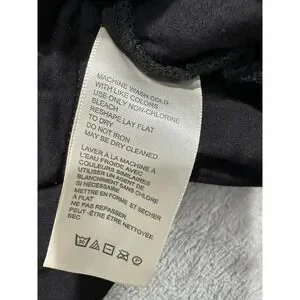 MACHINE WASH COLD
WITH LIKE COLORS
USE ONLY NON-CHLORINE
BLEACH
RESHAPE LAY FLAT
TO DRY
DO NOT IRON
MAY BE DRY CLEANED
LAVER À LA MACHINE À
L'EAU FROIDE AVEC
COULEURS SIMILAIRES
UTILISER UN AGENT DE
BLANCHIMENT SANS CHLORE
SI NÉCESSAIRE
METTRE EN FORME ET SÉCHER
À PLAT
NE PAS REPASSER
PEUT-ÊTRE ÊTRE NETTOYÉ
SEC